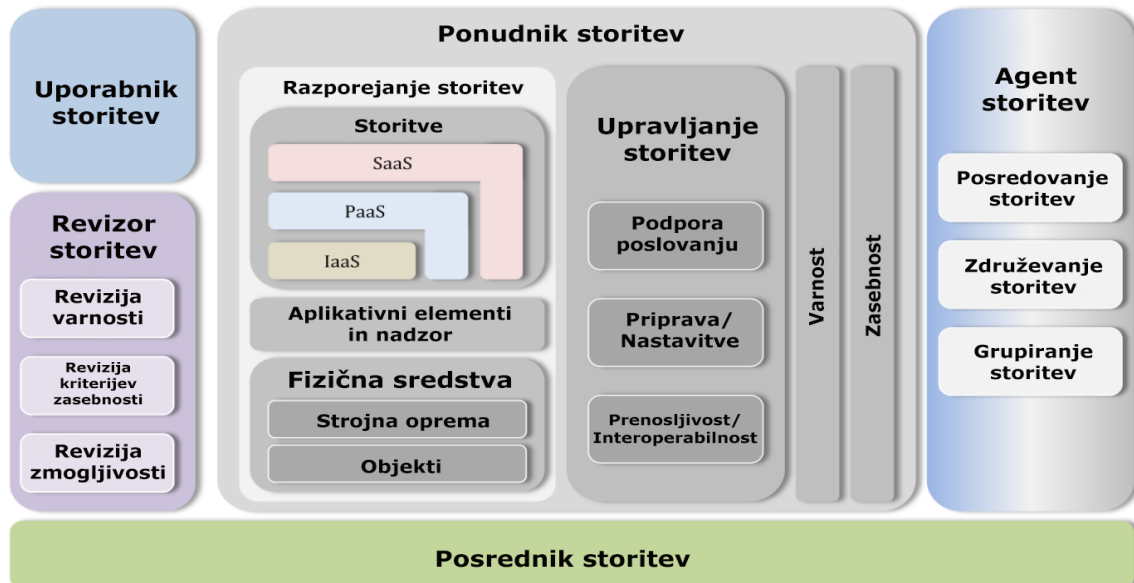 Uporabnik
storitev
Revizor
storitev
Revizija
varnosti
Revizija
kriterijev
zasebnosti
Revizija
zmogljivosti
Ponudnik storitev
Razporejanje storitev
Storitve
SaaS
PaaS
IaaS
Aplikativni elementi
in nadzor
Fizična sredstva
Strojna oprema
Objekti
Upravljanje
storitev
Podpora
poslovanju
Priprava/
Nastavitve
Prenosljivost/
Interoperabilnost
Varnost
Zasebnost
Agent
storitev
Posredovanje
storitev
Združevanje
storitev
Grupiranje
storitev
Posrednik storitev